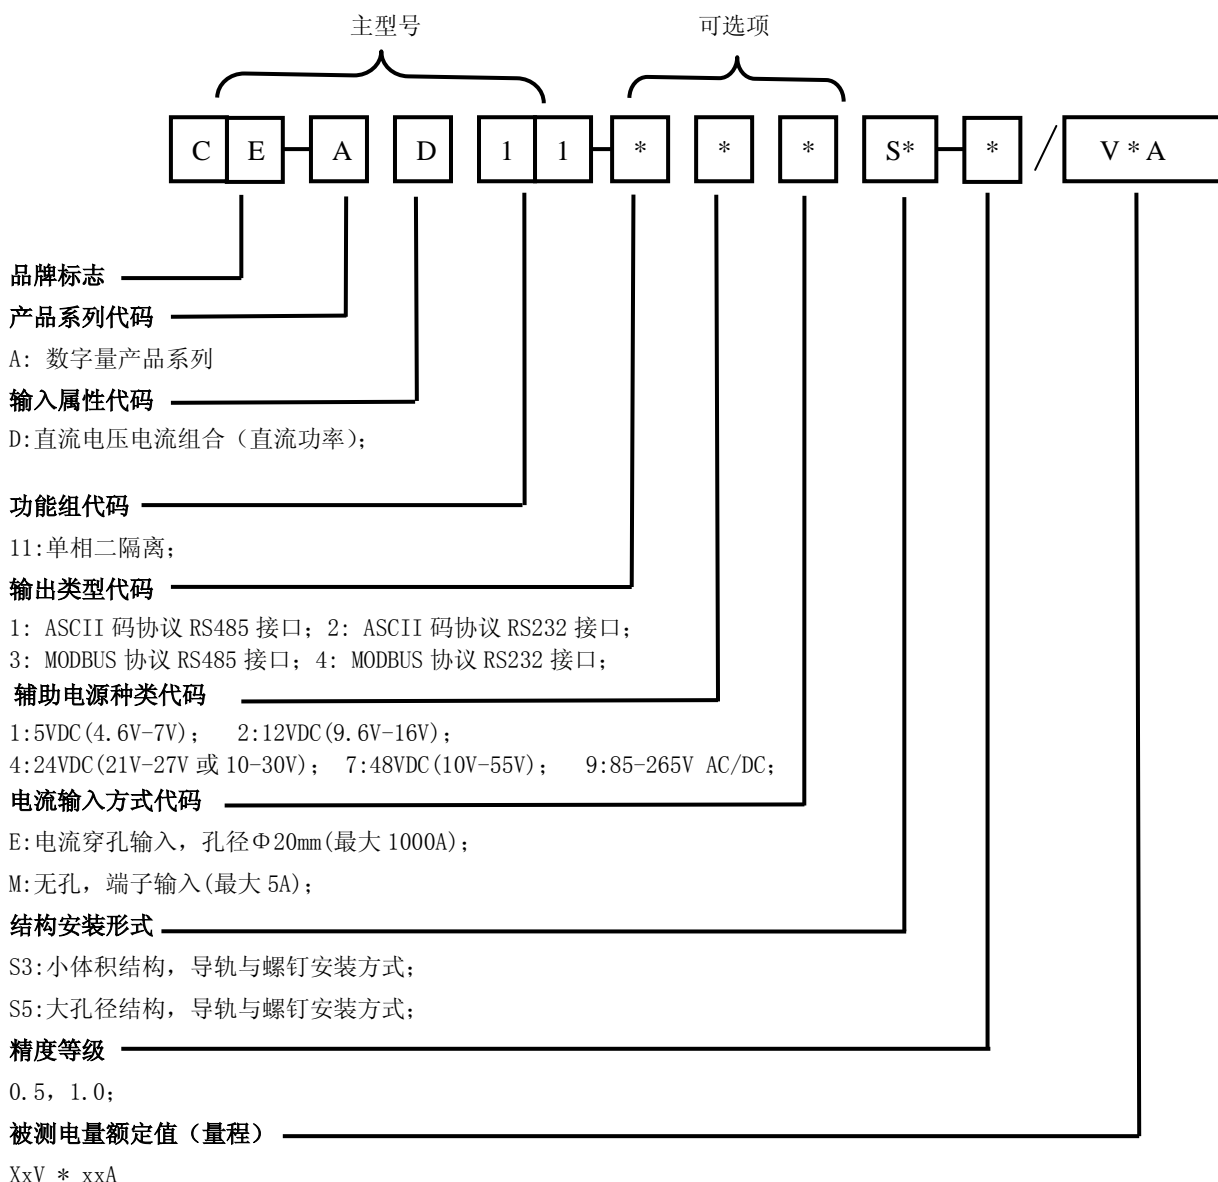 主型号 可选项
C E A D 1 1 * * * S* * / V * A
品牌标志
产品系列代码
A: 数字量产品系列
输入属性代码
D:直流电压电流组合（直流功率）;
功能组代码
11:单相二隔离;
输出类型代码
1: ASCII 码协议 RS485 接口; 2: ASCII 码协议 RS232 接口;
3: MODBUS 协议 RS485 接口; 4: MODBUS 协议 RS232 接口;
辅助电源种类代码
1:5VDC(4.6V-7V); 2:12VDC(9.6V-16V);
4:24VDC(21V-27V 或 10-30V); 7:48VDC(10V-55V); 9:85-265V AC/DC;
电流输入方式代码
E:电流穿孔输入，孔径Φ20mm(最大 1000A);
M:无孔，端子输入(最大 5A);
结构安装形式
S3:小体积结构，导轨与螺钉安装方式;
S5:大孔径结构，导轨与螺钉安装方式;
精度等级
0.5，1.0;
被测电量额定值（量程）
XxV * xxA